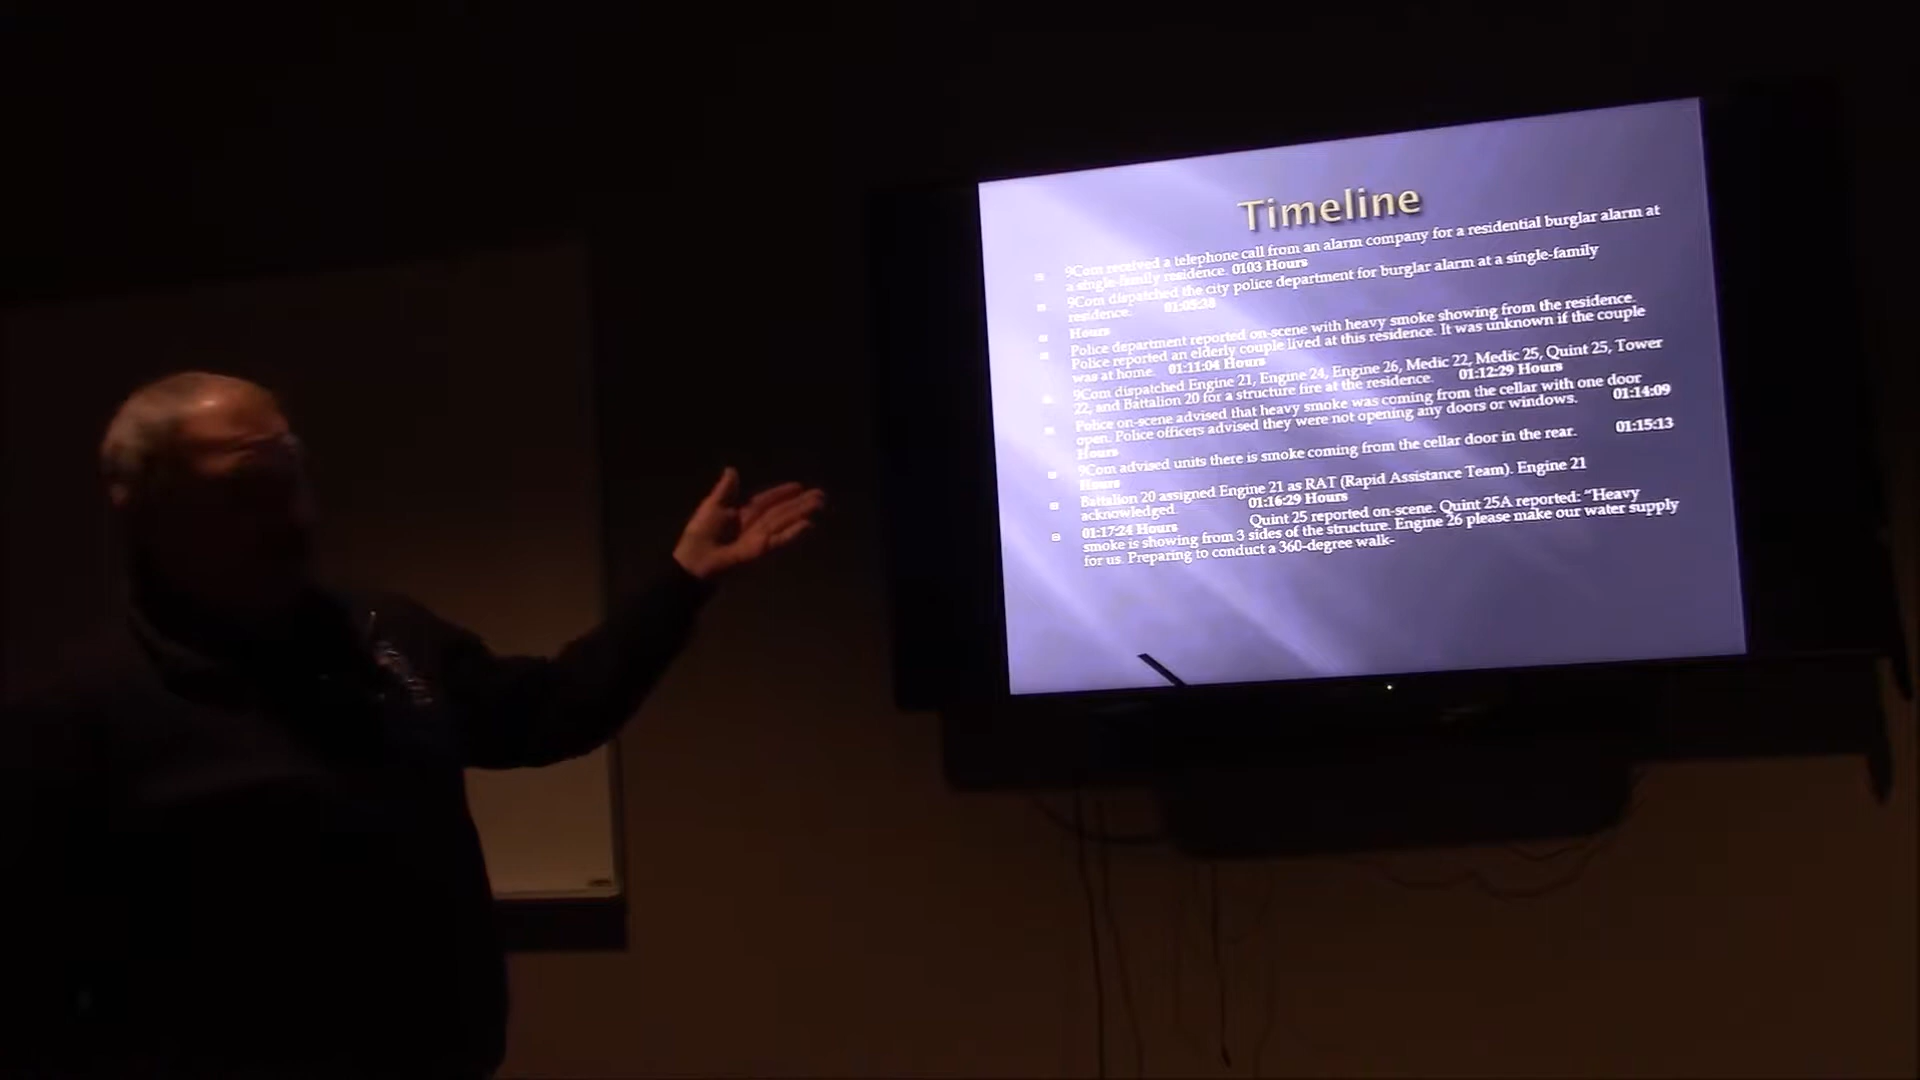 Timeline
9Com received a telephone call from an alarm company for a residential burglar alarm at
a single-family residence. 0103 Hours
9Com dispatched the city police department for burglar alarm at a single-family
residence. 01:05:38
Hours
Police department reported on-scene with heavy smoke showing from the residence.
Police reported an elderly couple lived at this residence. It was unknown if the couple
was at home. 01:11:04 Hours
9Com dispatched Engine 21, Engine 24, Engine 26, Medic 22, Medic 25, Quint 25, Tower
22, and Battalion 20 for a structure fire at the residence. 01:12:29 Hours
Police on-scene advised that heavy smoke was coming from the cellar with one door
open. Police officers advised they were not opening any doors or windows. 01:14:09
Hours
9Com advised units there is smoke coming from the cellar door in the rear. 01:15:13
Hours
Battalion 20 assigned Engine 21 as RAT (Rapid Assistance Team). Engine 21
acknowledged. 01:16:29 Hours
01:17:24 Hours Quint 25 reported on-scene. Quint 25A reported: “Heavy
smoke is showing from 3 sides of the structure. Engine 26 please make our water supply
for us. Preparing to conduct a 360-degree walk-